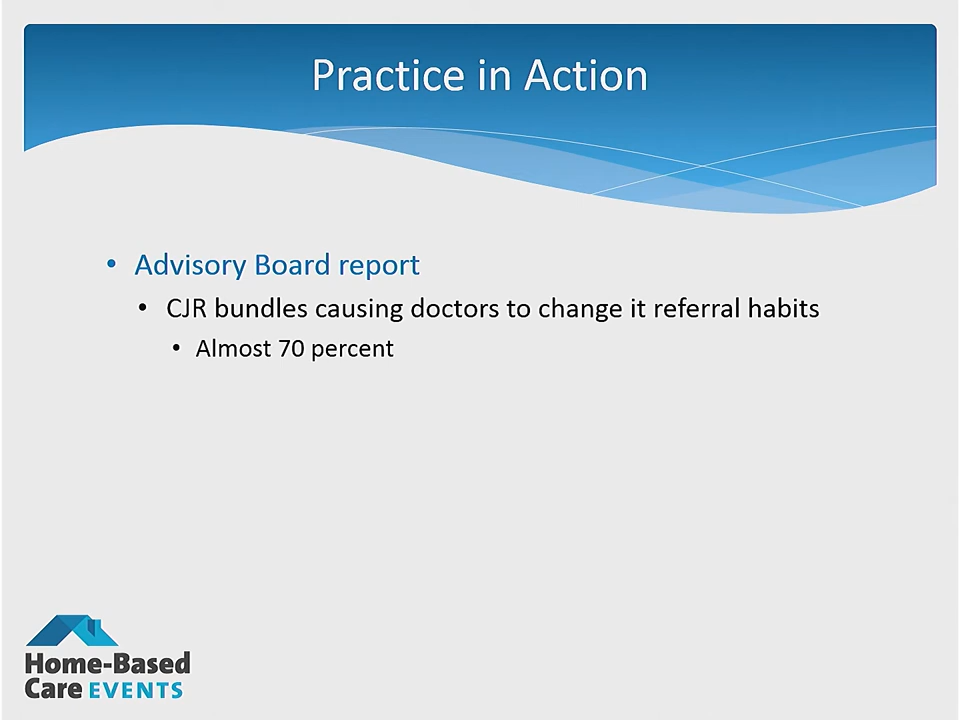 Practice in Action
• Advisory Board report
• CJR bundles causing doctors to change it referral habits
• Almost 70 percent
Home-Based
Care EVENTS